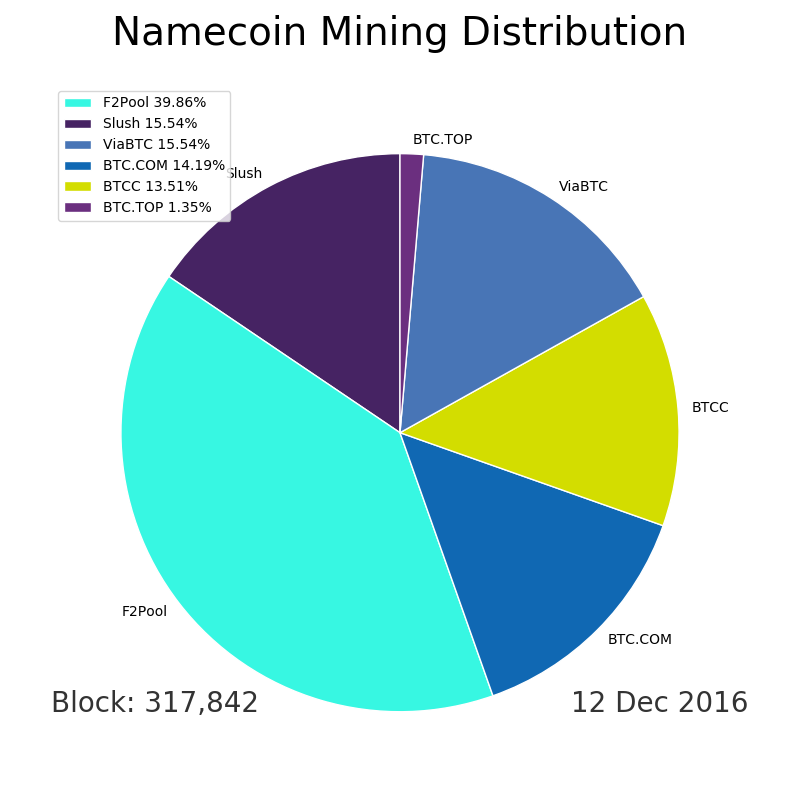 Namecoin Mining Distribution
F2Pool 39.86%
Slush 15.54%
ViaBTC 15.54%
BTC.COM 14.19%
BTCC 13.51%
BTC.TOP 1.35%
BTC.TOP
Slush
ViaBTC
BTCC
F2Pool
BTC.COM
Block: 317,842
12 Dec 2016